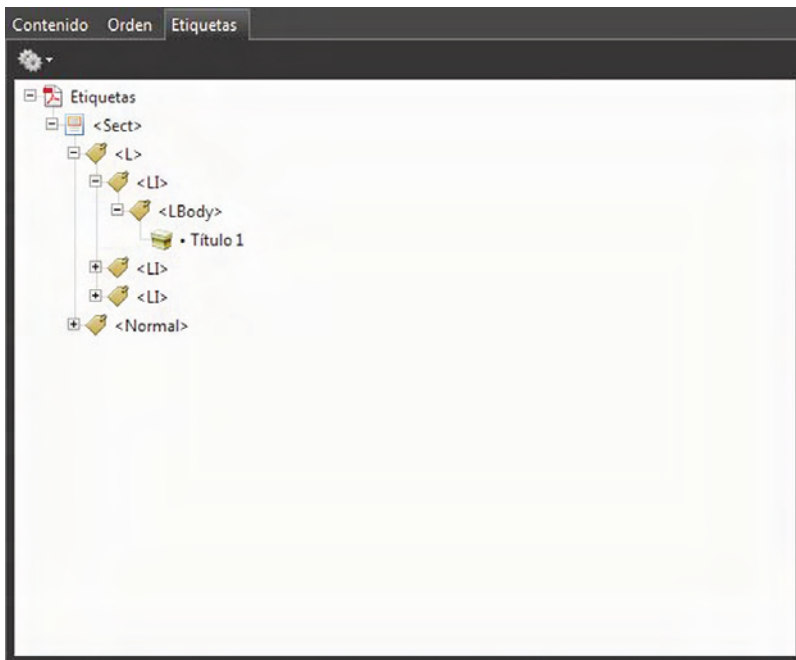 Contenido Orden Etiquetas
Etiquetas
<Sect>
<L>
<LI>
<LBody>
• Título 1
<LI>
<LI>
<Normal>